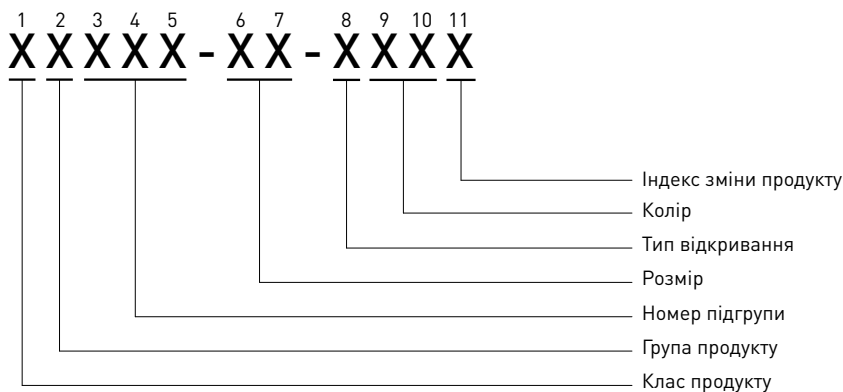 1 2 3 4 5 6 7 8 9 10 11
X X X X X - X X - X X X X
Індекс зміни продукту
Колір
Тип відкривання
Розмір
Номер підгрупи
Група продукту
Клас продукту